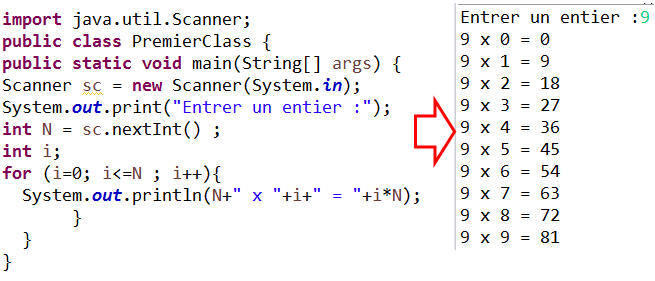 import java.util.Scanner;
public class PremierClass {
public static void main(String[] args) {
Scanner sc = new Scanner(System.in);
System.out.print("Entrer un entier :");
int N = sc.nextInt() ;
int i;
for (i=0; i<=N ; i++){
System.out.println(N+" x "+i+" = "+i*N);
}
}
}
Entrer un entier :9
9 x 0 = 0
9 x 1 = 9
9 x 2 = 18
9 x 3 = 27
9 x 4 = 36
9 x 5 = 45
9 x 6 = 54
9 x 7 = 63
9 x 8 = 72
9 x 9 = 81